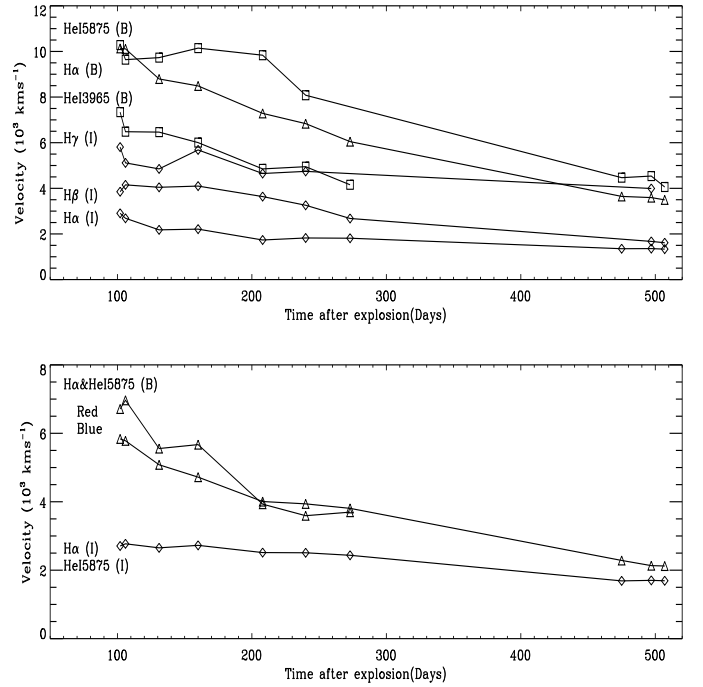 12
HeI5875 (B)
10
Hα (B)
HeI3965 (B)
8
Hγ (I)
6
Hβ (I)
4
Hα (I)
2
0
Velocity (10³ kms⁻¹)
100 200 300 400 500
Time after explosion(Days)
8
Hα&HeI5875 (B)
Red
Blue
6
4
Hα (I)
HeI5875 (I)
2
0
Velocity (10³ kms⁻¹)
100 200 300 400 500
Time after explosion(Days)